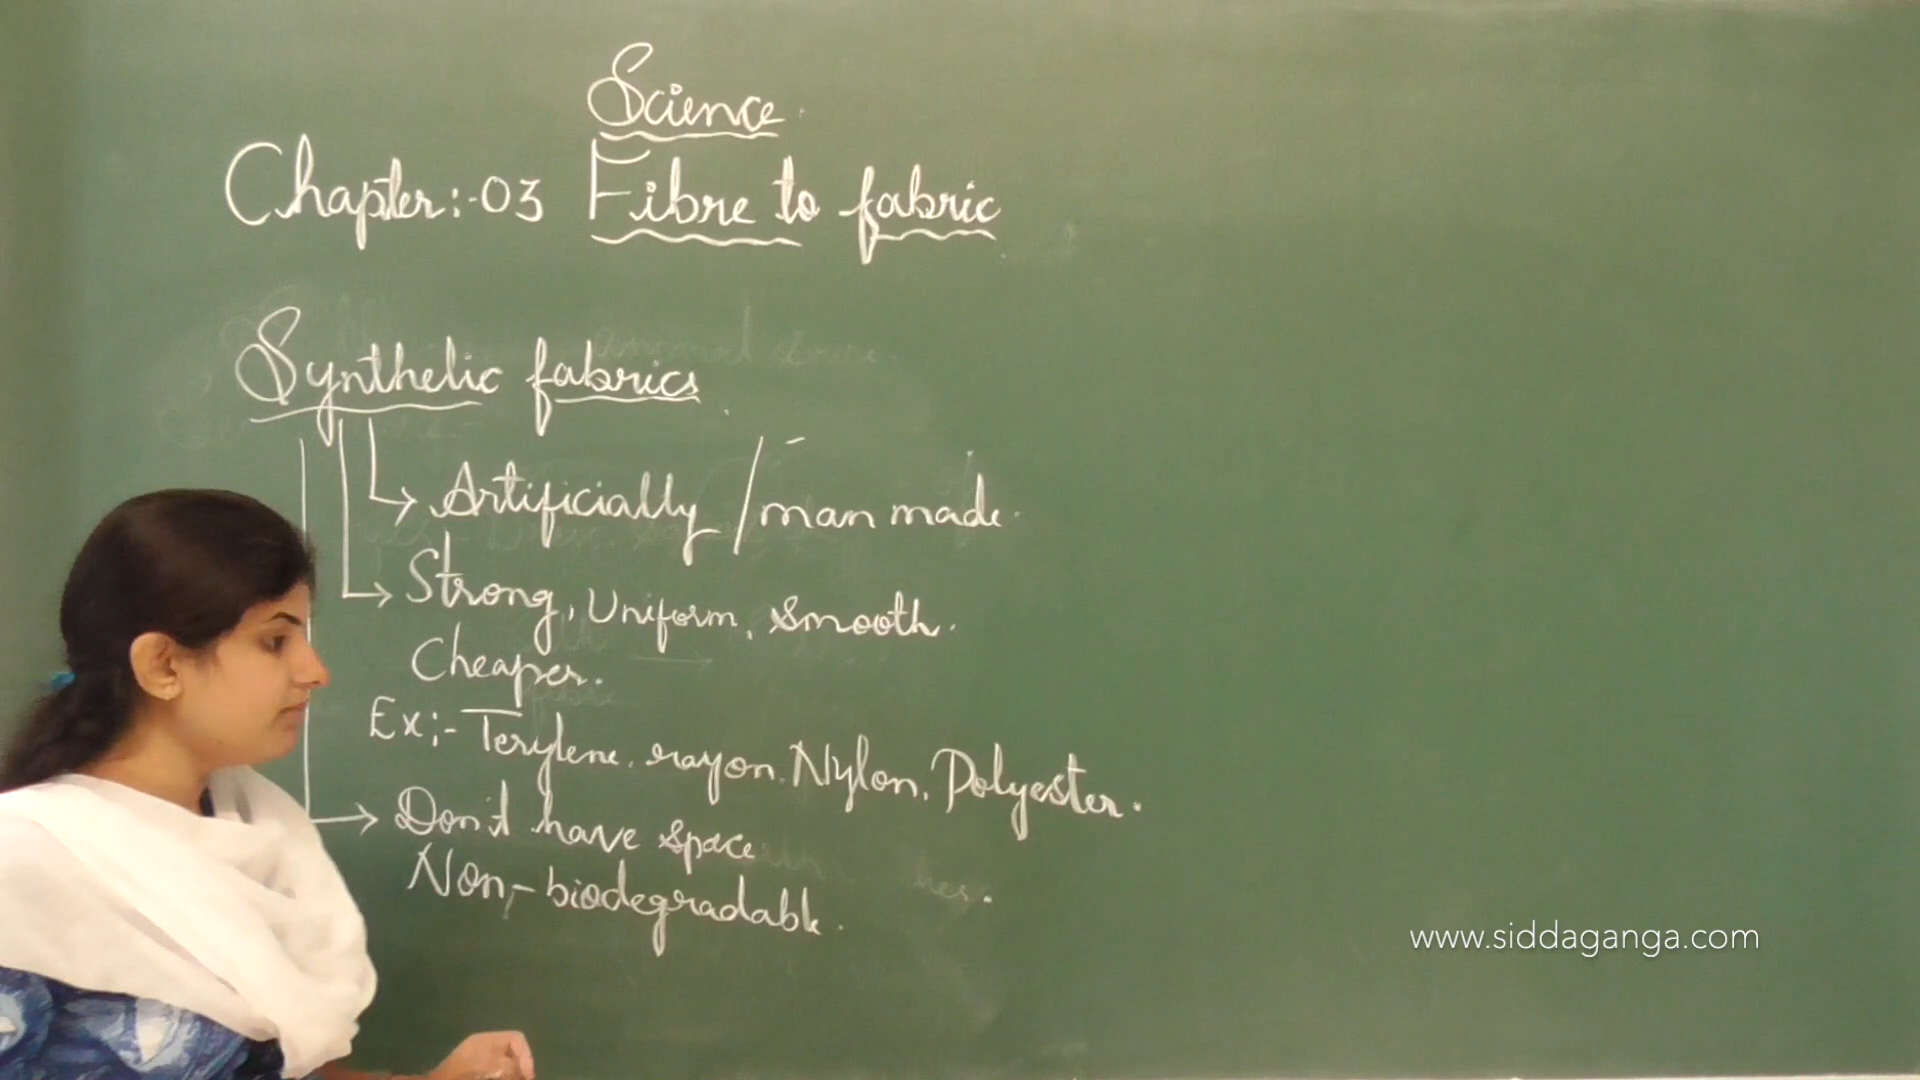 Science
Chapter:-03 Fibre to fabric
Synthetic fabrics
Artificially / man made.
Strong, Uniform, Smooth.
Cheaper.
Ex:- Terylene, rayon, Nylon, Polyester.
Don't have space
Non-biodegradable.
www.siddaganga.com